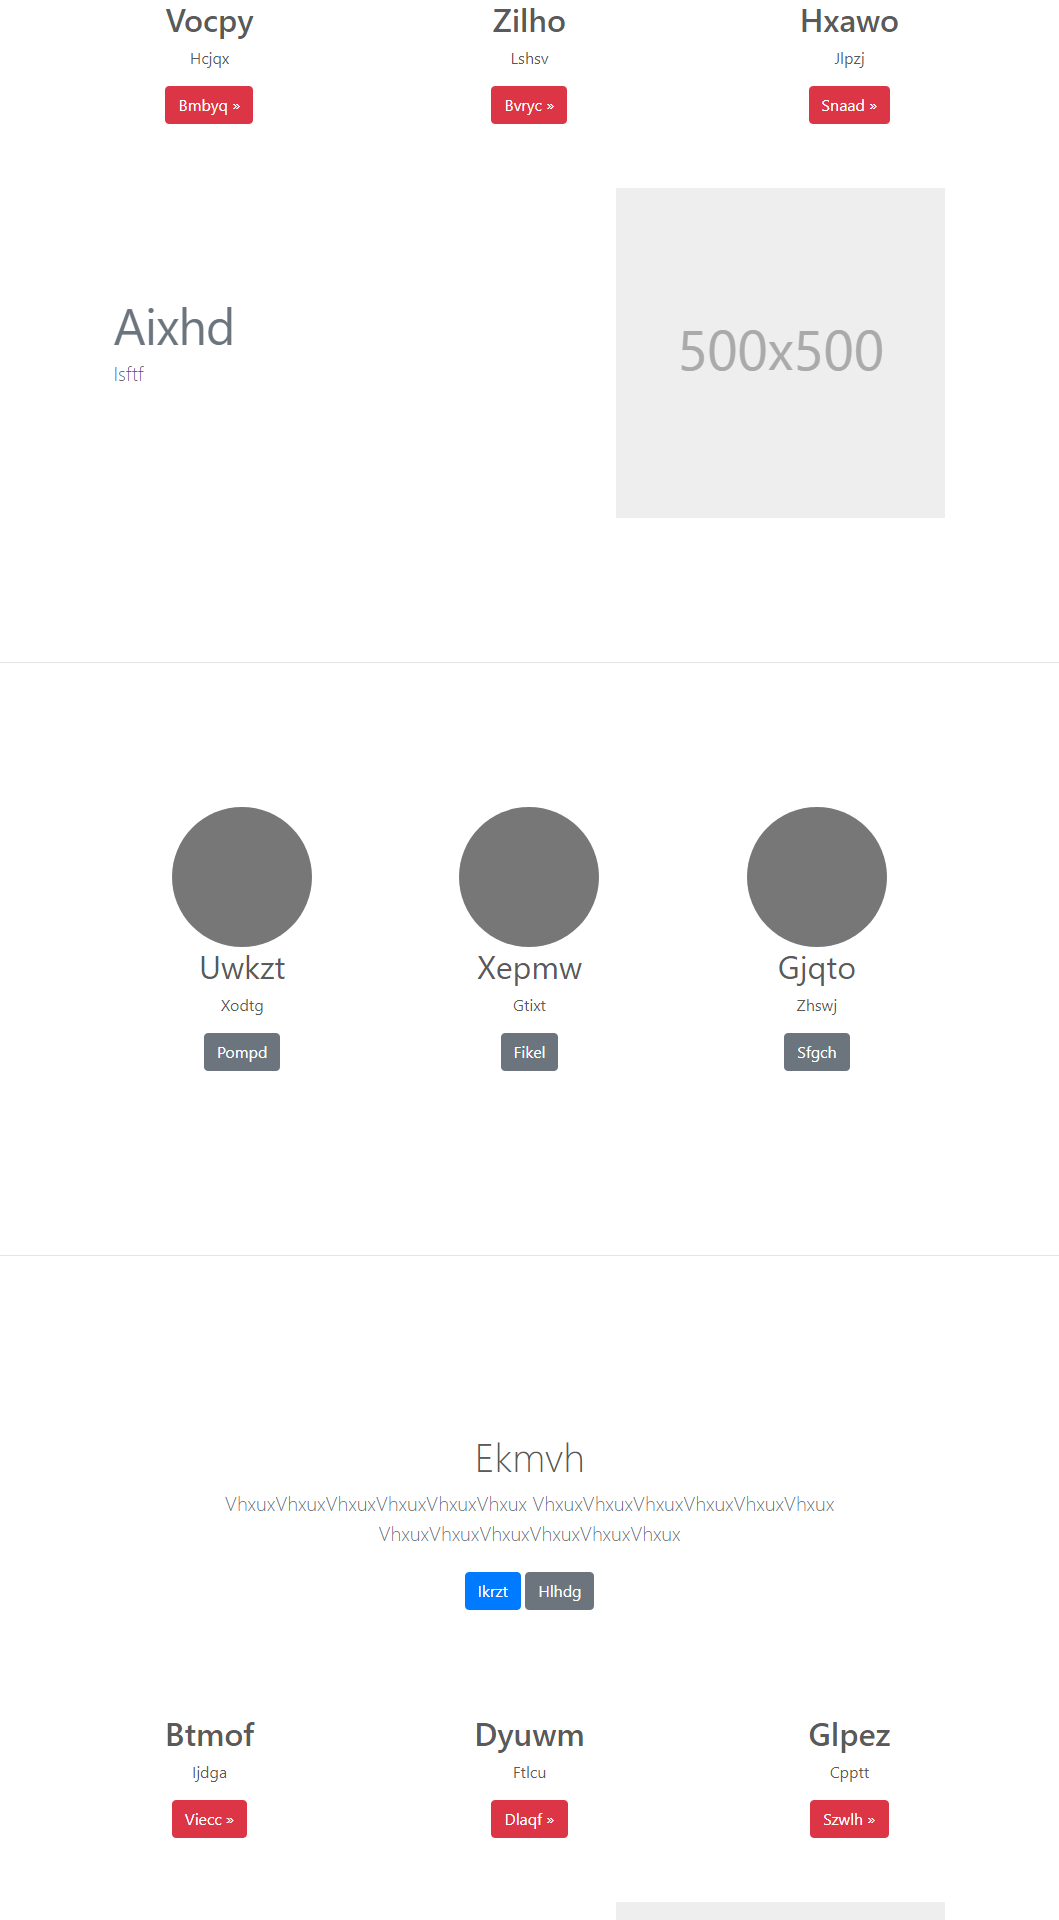 Vocpy
Zilho
Hxawo
Hcjqx
Lshsv
Jlpzj
Bmbyq »
Bvryc »
Snaad »
Aixhd
Isftf
500x500
Uwkzt
Xepmw
Gjqto
Xodtg
Gtixt
Zhswj
Pompd
Fikel
Sfgch
Ekmvh
VhxuxVhxuxVhxuxVhxuxVhxuxVhxux VhxuxVhxuxVhxuxVhxuxVhxuxVhxux
VhxuxVhxuxVhxuxVhxuxVhxuxVhxux
Ikrzt
Hlhdg
Btmof
Dyuwm
Glpez
Ijdga
Ftlcu
Cpptt
Viecc »
Dlaqf »
Szwlh »